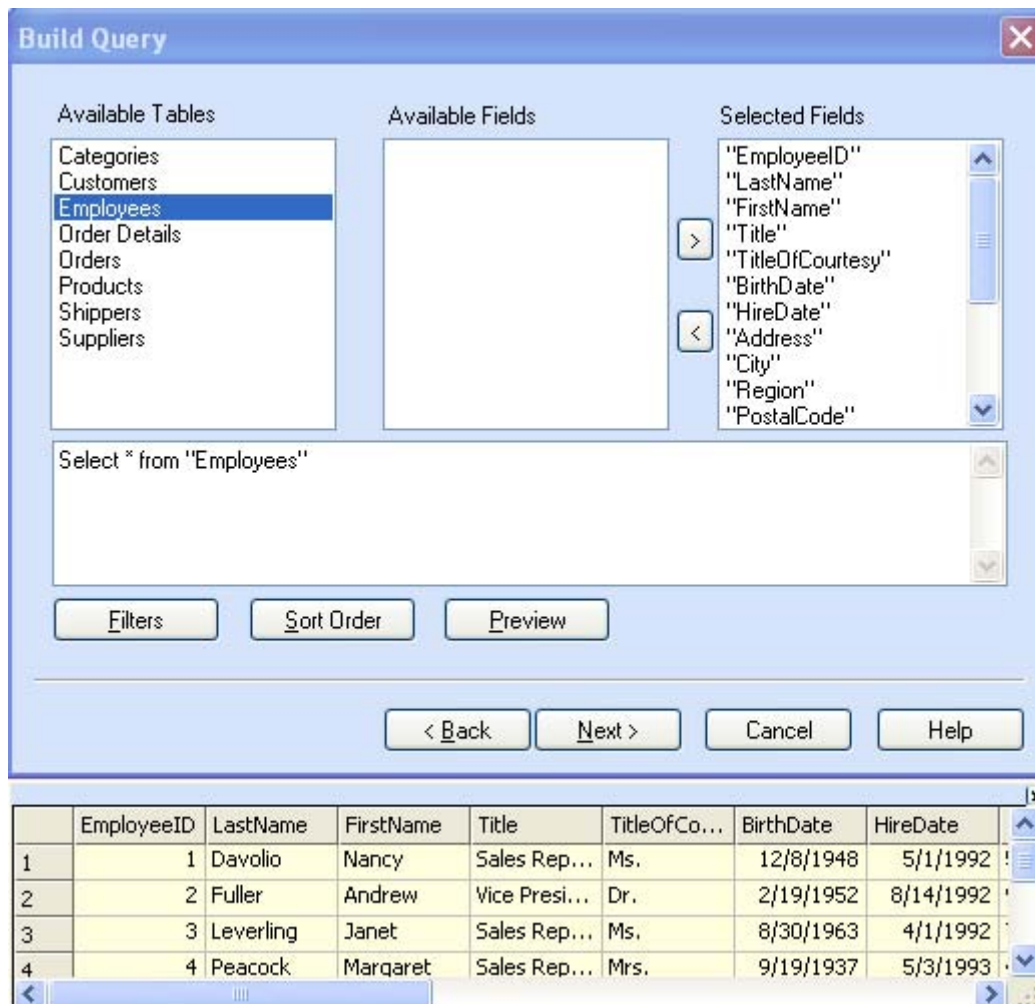 Build Query
Available Tables
Available Fields
Selected Fields
Categories
Customers
Employees
Order Details
Orders
Products
Shippers
Suppliers
>
<
"EmployeeID"
"LastName"
"FirstName"
"Title"
"TitleOfCourtesy"
"BirthDate"
"HireDate"
"Address"
"City"
"Region"
"PostalCode"
Select * from "Employees"
Filters
Sort Order
Preview
< Back
Next >
Cancel
Help
EmployeeID LastName FirstName Title TitleOfCo... BirthDate HireDate
1 1 Davolio Nancy Sales Rep... Ms. 12/8/1948 5/1/1992
2 2 Fuller Andrew Vice Presi... Dr. 2/19/1952 8/14/1992
3 3 Leverling Janet Sales Rep... Ms. 8/30/1963 4/1/1992
4 4 Peacock Margaret Sales Rep... Mrs. 9/19/1937 5/3/1993